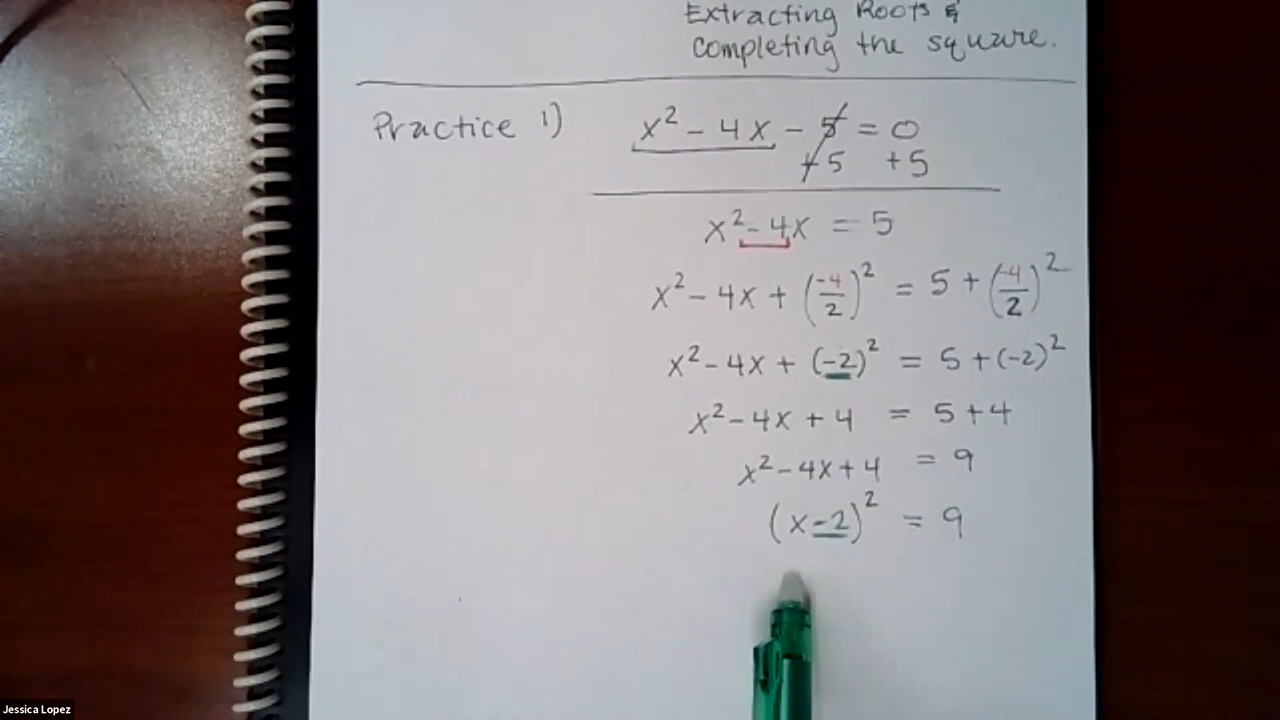 Extracting Roots &
completing the square.
Practice 1) x² - 4x - 5 = 0
+5 +5
x² - 4x = 5
x² - 4x + (-4/2)² = 5 + (-4/2)²
x² - 4x + (-2)² = 5 + (-2)²
x² - 4x + 4 = 5 + 4
x² - 4x + 4 = 9
(x - 2)² = 9
Jessica Lopez